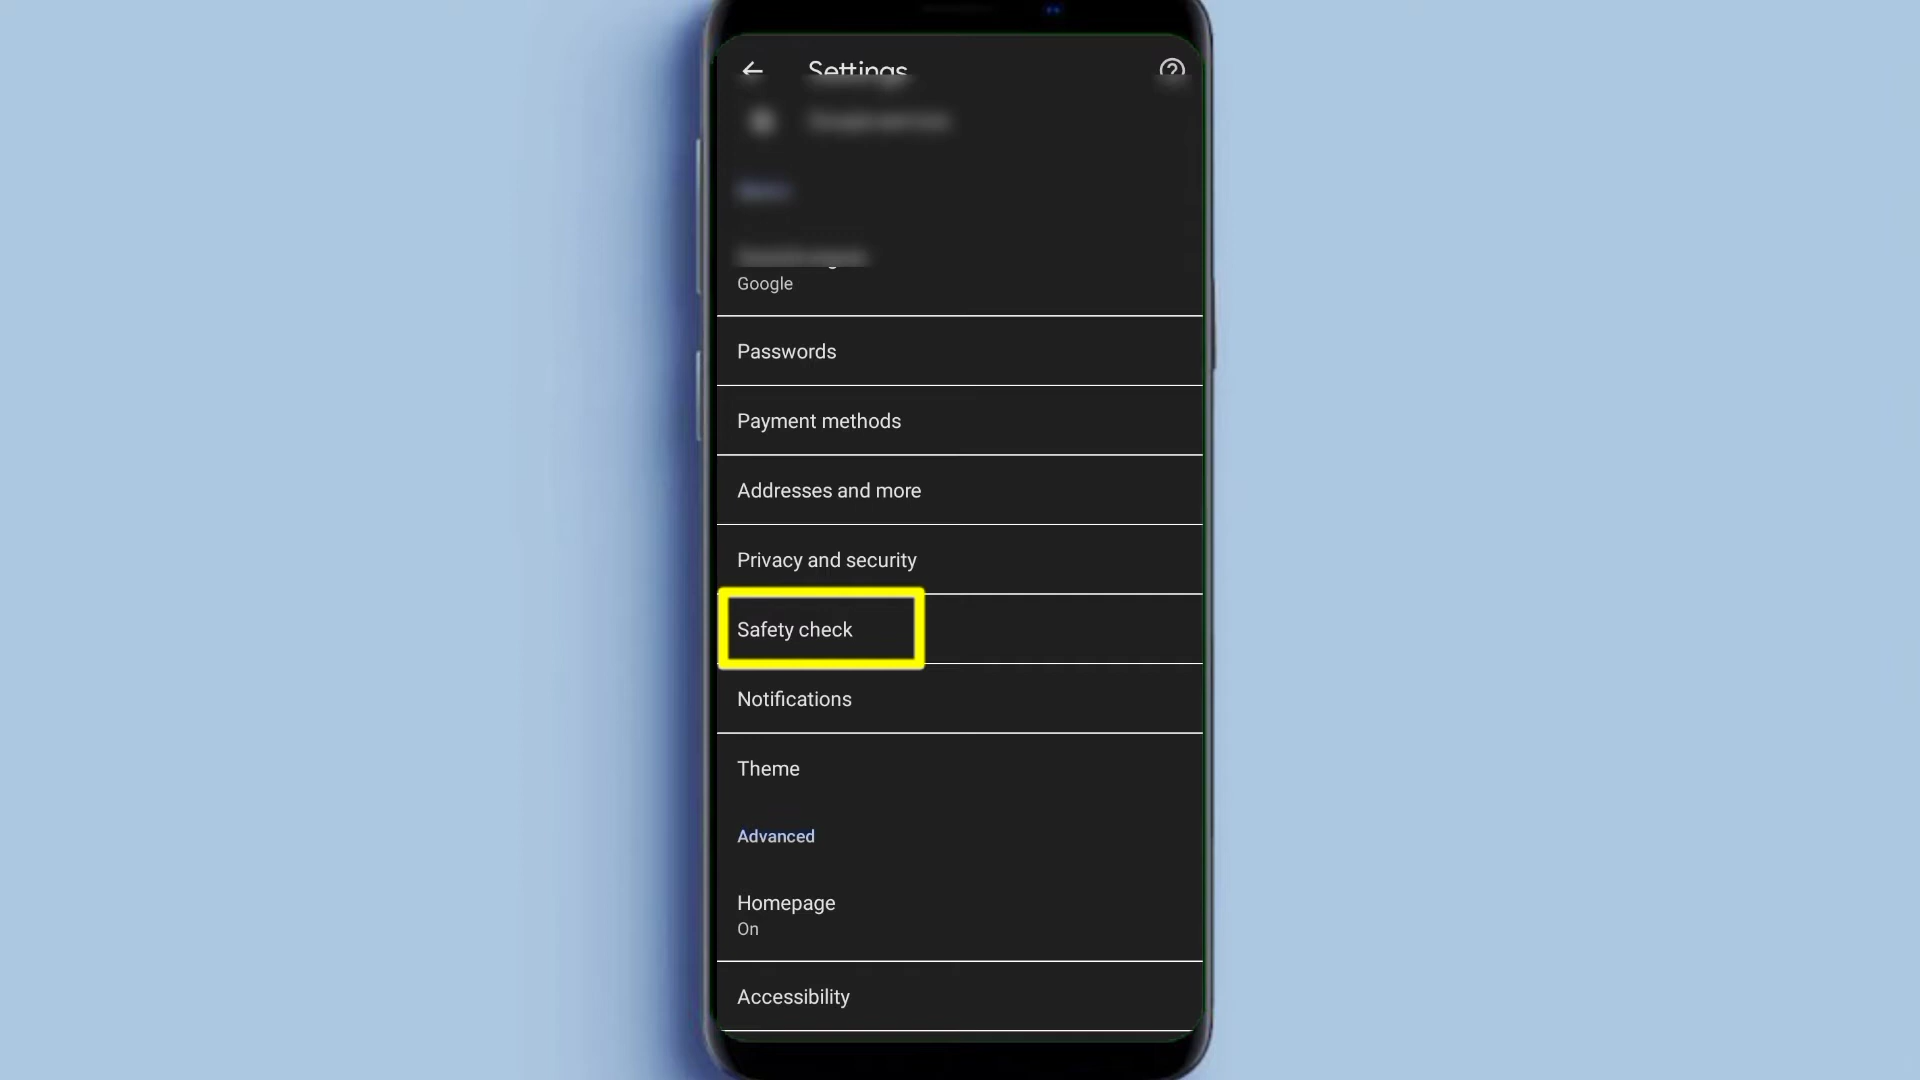 Settings
Google
Passwords
Payment methods
Addresses and more
Privacy and security
Safety check
Notifications
Theme
Advanced
Homepage
On
Accessibility